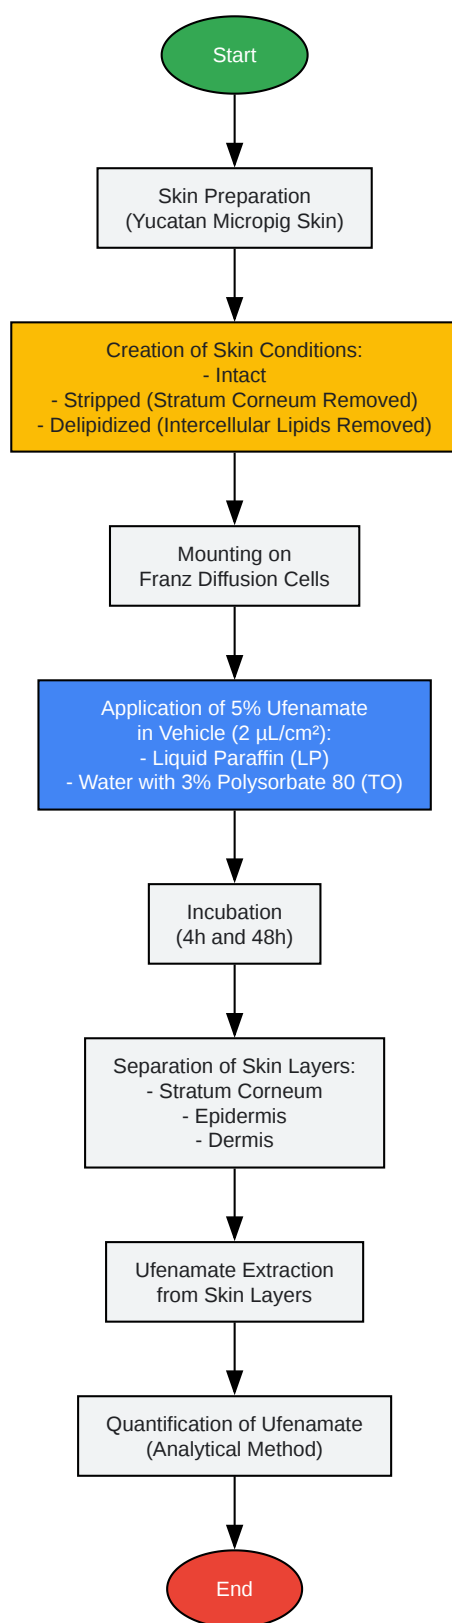 Start
Skin Preparation
(Yucatan Micropig Skin)
Creation of Skin Conditions:
- Intact
- Stripped (Stratum Corneum Removed)
- Delipidized (Intercellular Lipids Removed)
Mounting on
Franz Diffusion Cells
Application of 5% Ufenamate
in Vehicle (2 µL/cm²):
- Liquid Paraffin (LP)
- Water with 3% Polysorbate 80 (TO)
Incubation
(4h and 48h)
Separation of Skin Layers:
- Stratum Corneum
- Epidermis
- Dermis
Ufenamate Extraction
from Skin Layers
Quantification of Ufenamate
(Analytical Method)
End